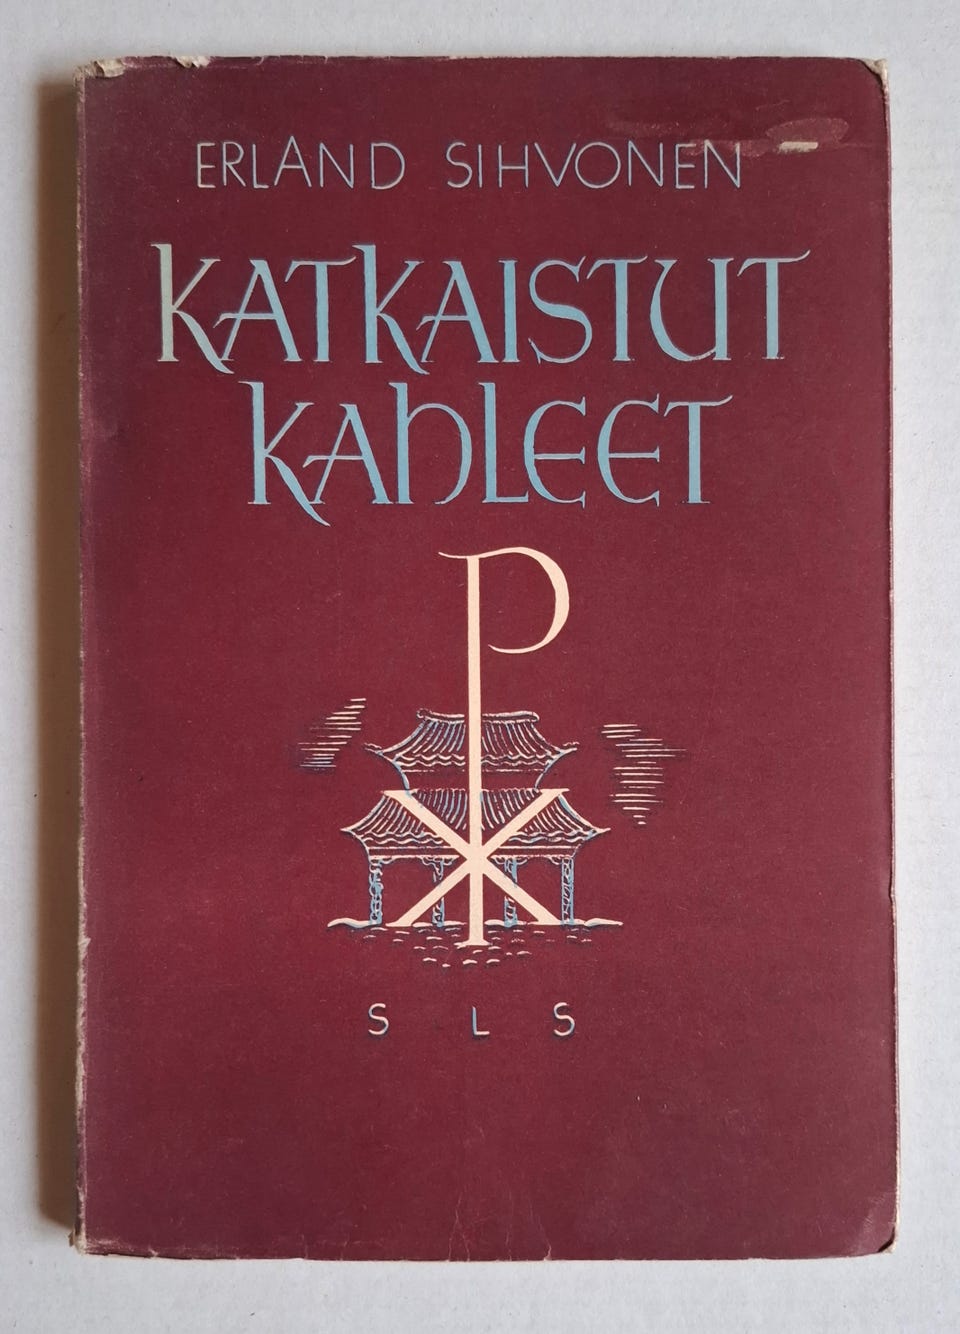 ERLAND SIHVONEN
KATKAISTUT
KAHLEET
SLS